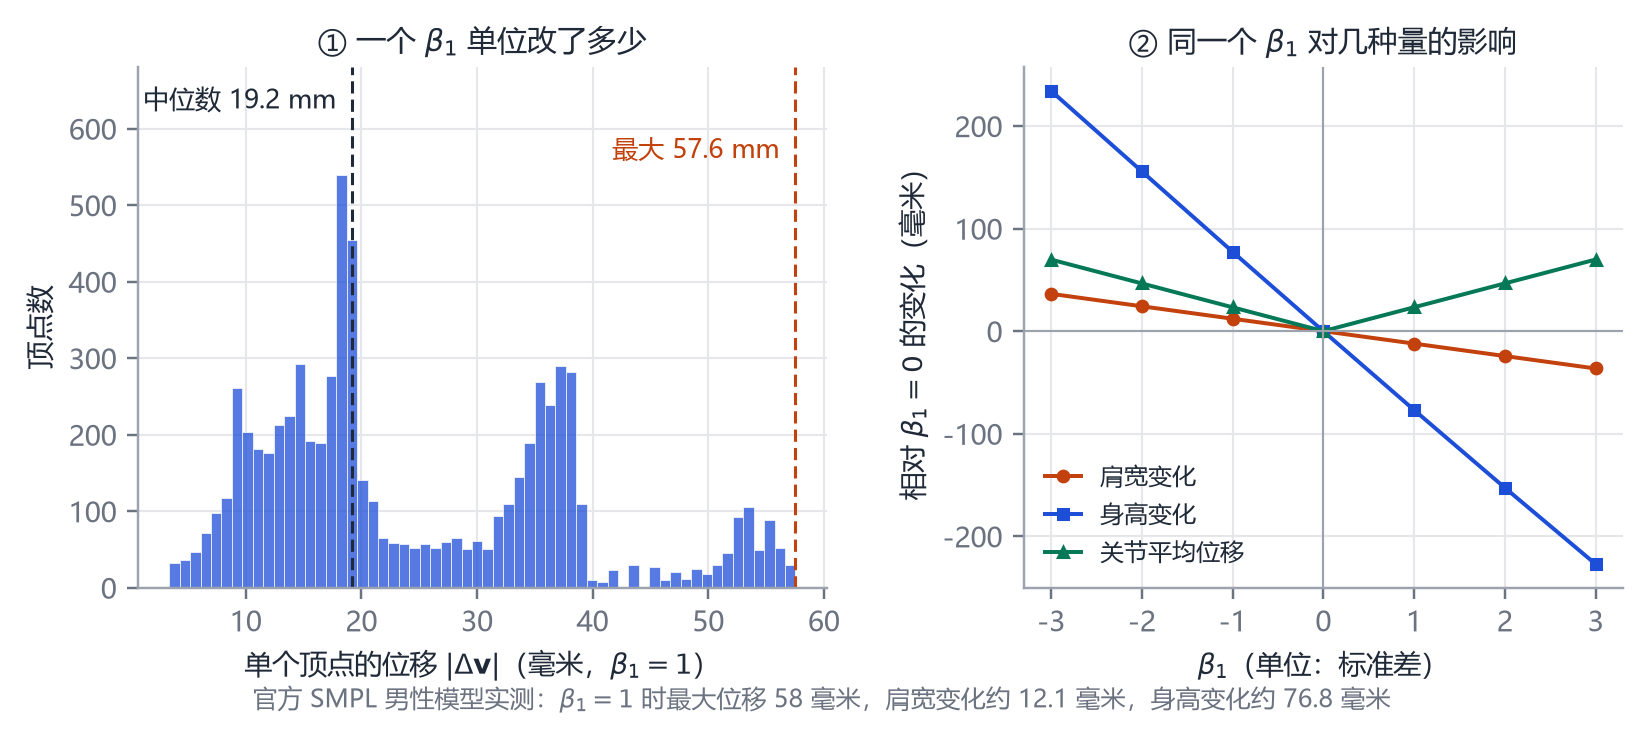 ① 一个 β₁ 单位改了多少
中位数 19.2 mm
最大 57.6 mm
顶点数
600
500
400
300
200
100
0
10 20 30 40 50 60
单个顶点的位移 |Δv|（毫米，β₁ = 1）
② 同一个 β₁ 对几种量的影响
相对 β₁ = 0 的变化（毫米）
200
100
0
-100
-200
肩宽变化
身高变化
关节平均位移
-3 -2 -1 0 1 2 3
β₁（单位：标准差）
官方 SMPL 男性模型实测：β₁ = 1 时最大位移 58 毫米，肩宽变化约 12.1 毫米，身高变化约 76.8 毫米